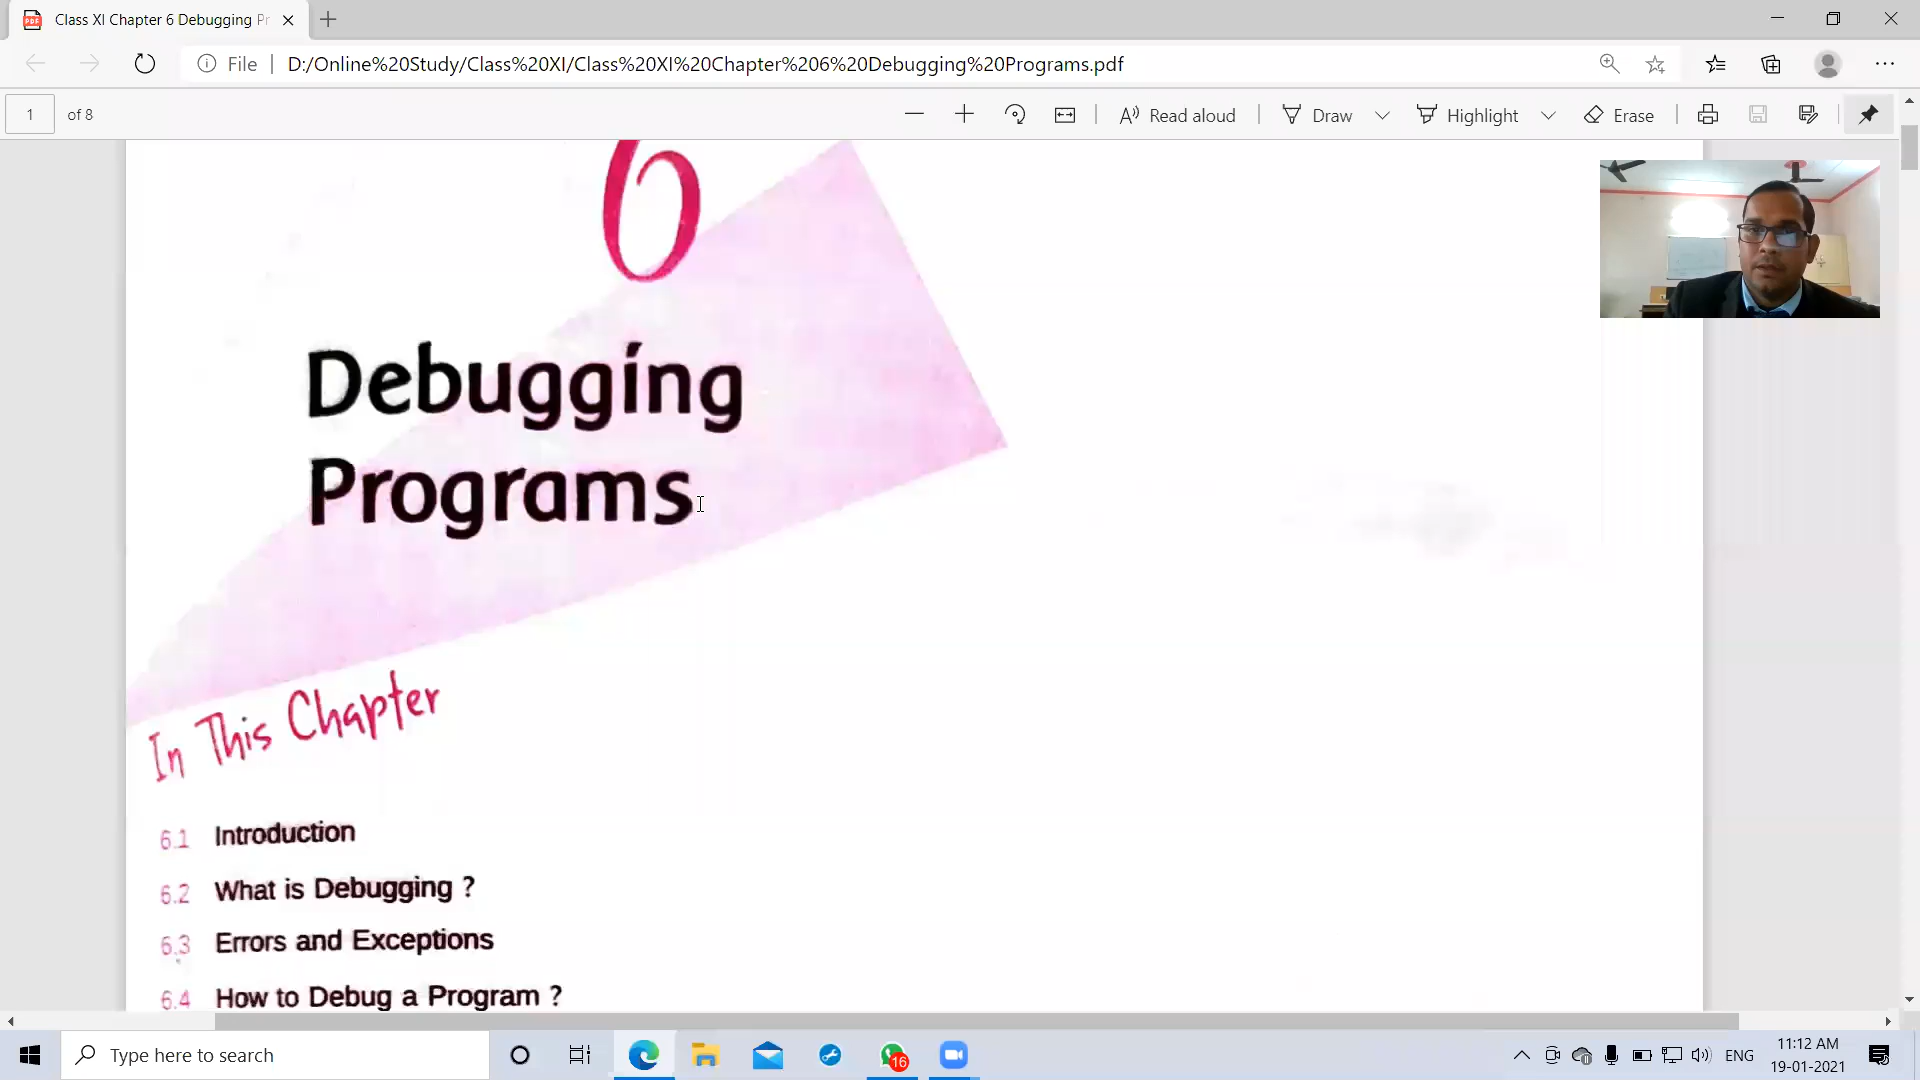 Class XI Chapter 6 Debugging Pr
File
D:/Online%20Study/Class%20XI/Class%20XI%20Chapter%206%20Debugging%20Programs.pdf
1 of 8
Read aloud
Draw
Highlight
Erase
6
Debugging
Programs
In This Chapter
6.1 Introduction
6.2 What is Debugging ?
6.3 Errors and Exceptions
6.4 How to Debug a Program ?
Type here to search
16
ENG
11:12 AM
19-01-2021